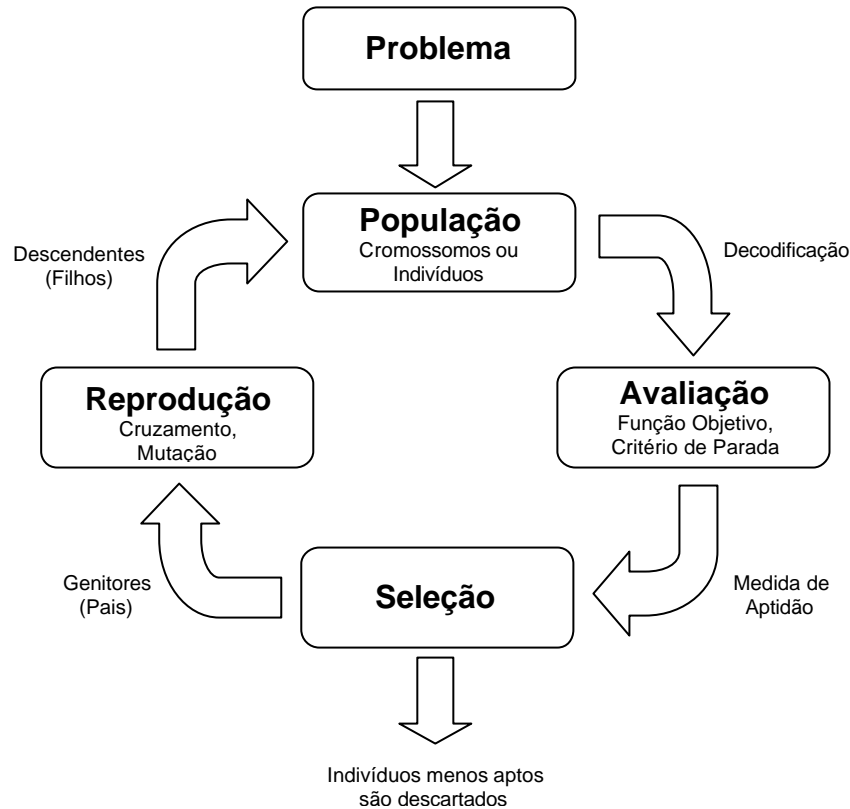 Problema
População
Cromossomos ou
Indivíduos
Descendentes
(Filhos)
Decodificação
Reprodução
Cruzamento,
Mutação
Avaliação
Função Objetivo,
Critério de Parada
Genitores
(Pais)
Seleção
Medida de
Aptidão
Indivíduos menos aptos
são descartados